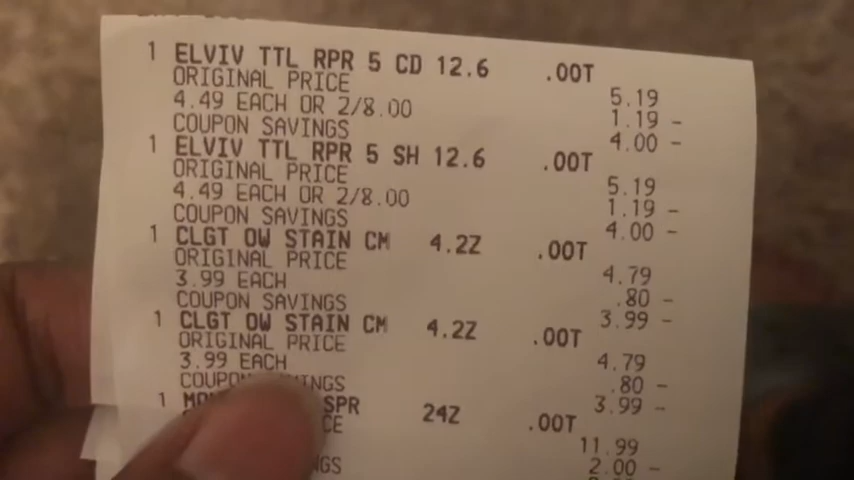 1 ELVIV TTL RPR 5 CD 12.6 .00T
ORIGINAL PRICE 5.19
4.49 EACH OR 2/8.00 1.19 -
COUPON SAVINGS 4.00 -
1 ELVIV TTL RPR 5 SH 12.6 .00T
ORIGINAL PRICE 5.19
4.49 EACH OR 2/8.00 1.19 -
COUPON SAVINGS 4.00 -
1 CLGT OW STAIN CM 4.2Z .00T
ORIGINAL PRICE 4.79
3.99 EACH .80 -
COUPON SAVINGS 3.99 -
1 CLGT OW STAIN CM 4.2Z .00T
ORIGINAL PRICE 4.79
3.99 EACH .80 -
COUPON SAVINGS 3.99 -
1 SPR 24Z .00T
11.99
2.00 -